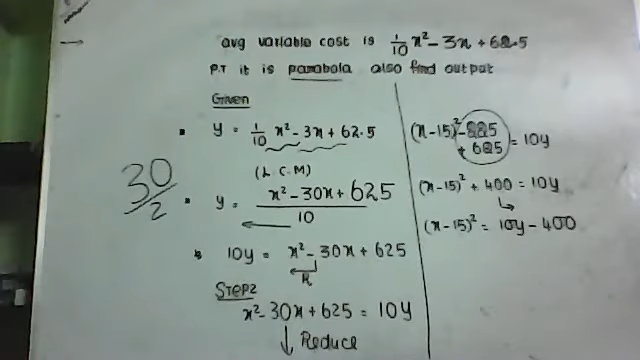 avg variable cost is 1/10 x² - 3x + 62.5
P.T it is parabola also find output
Given
y = 1/10 x² - 3x + 62.5
(L.C.M)
y = x² - 30x + 625 / 10
10y = x² - 30x + 625
Step2
x² - 30x + 625 = 10y
↓ Reduce
30/2
(x-15)² - 225 + 625 = 10y
(x-15)² + 400 = 10y
(x-15)² = 10y - 400